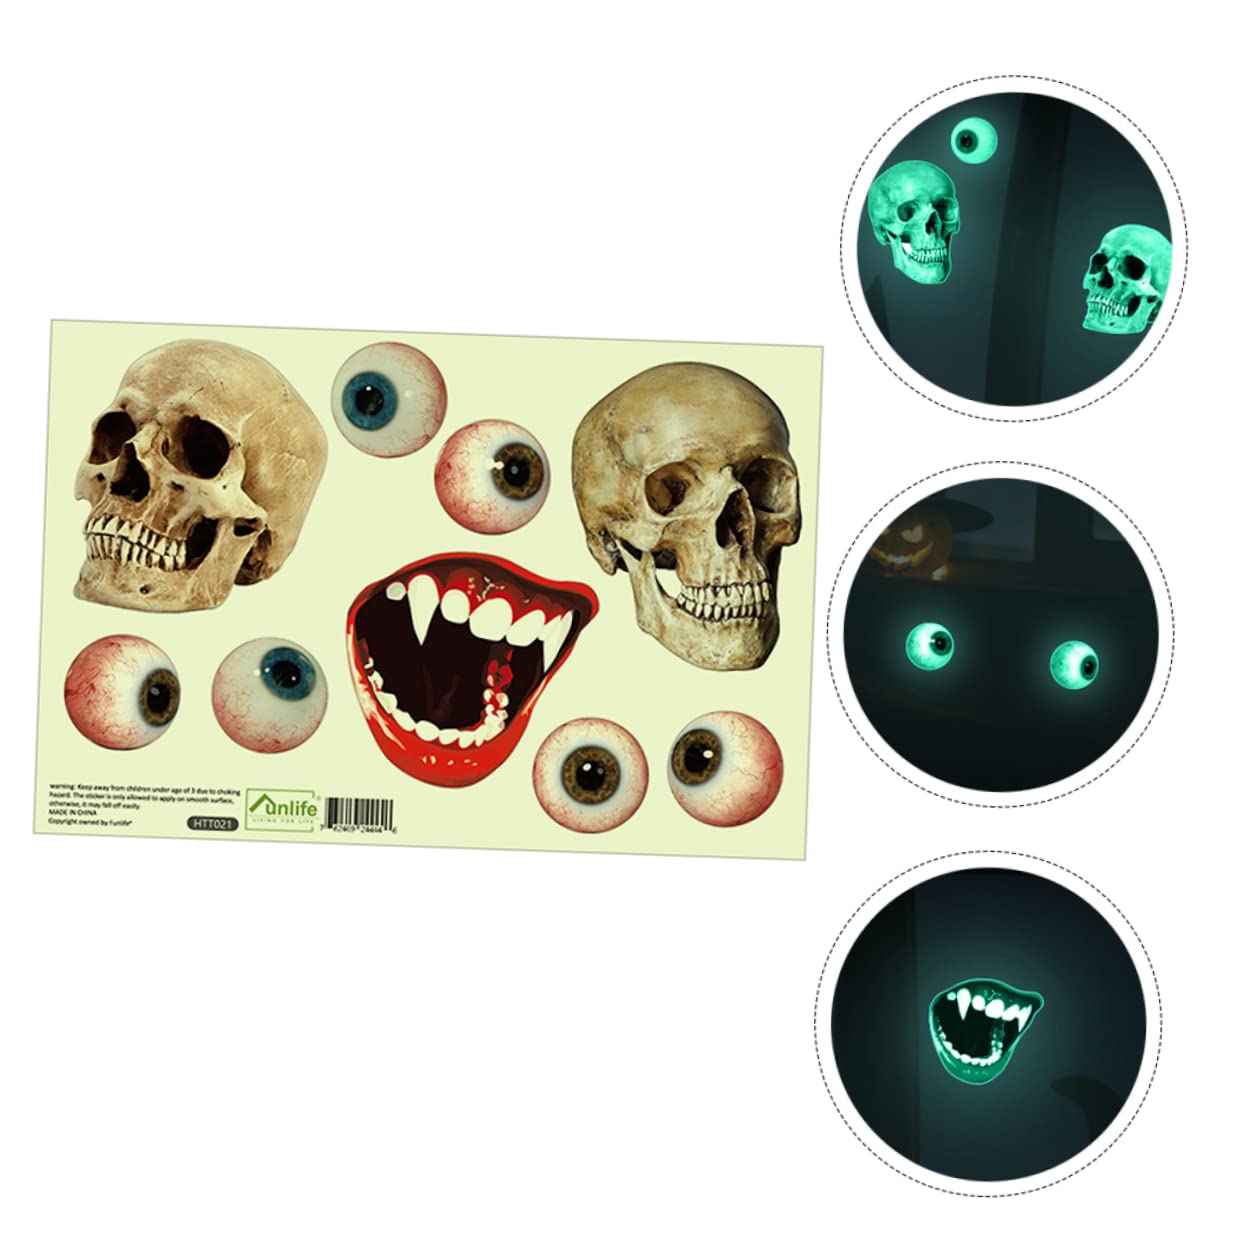 warning: Keep away from children under age of 3 due to choking
hazard. The sticker is only allowed to apply on smooth surface,
otherwise, it may fall off easily.
MADE IN CHINA
Copyright owned by Funlife®
HTT021
Funlife®
LIVING FOR LIFE